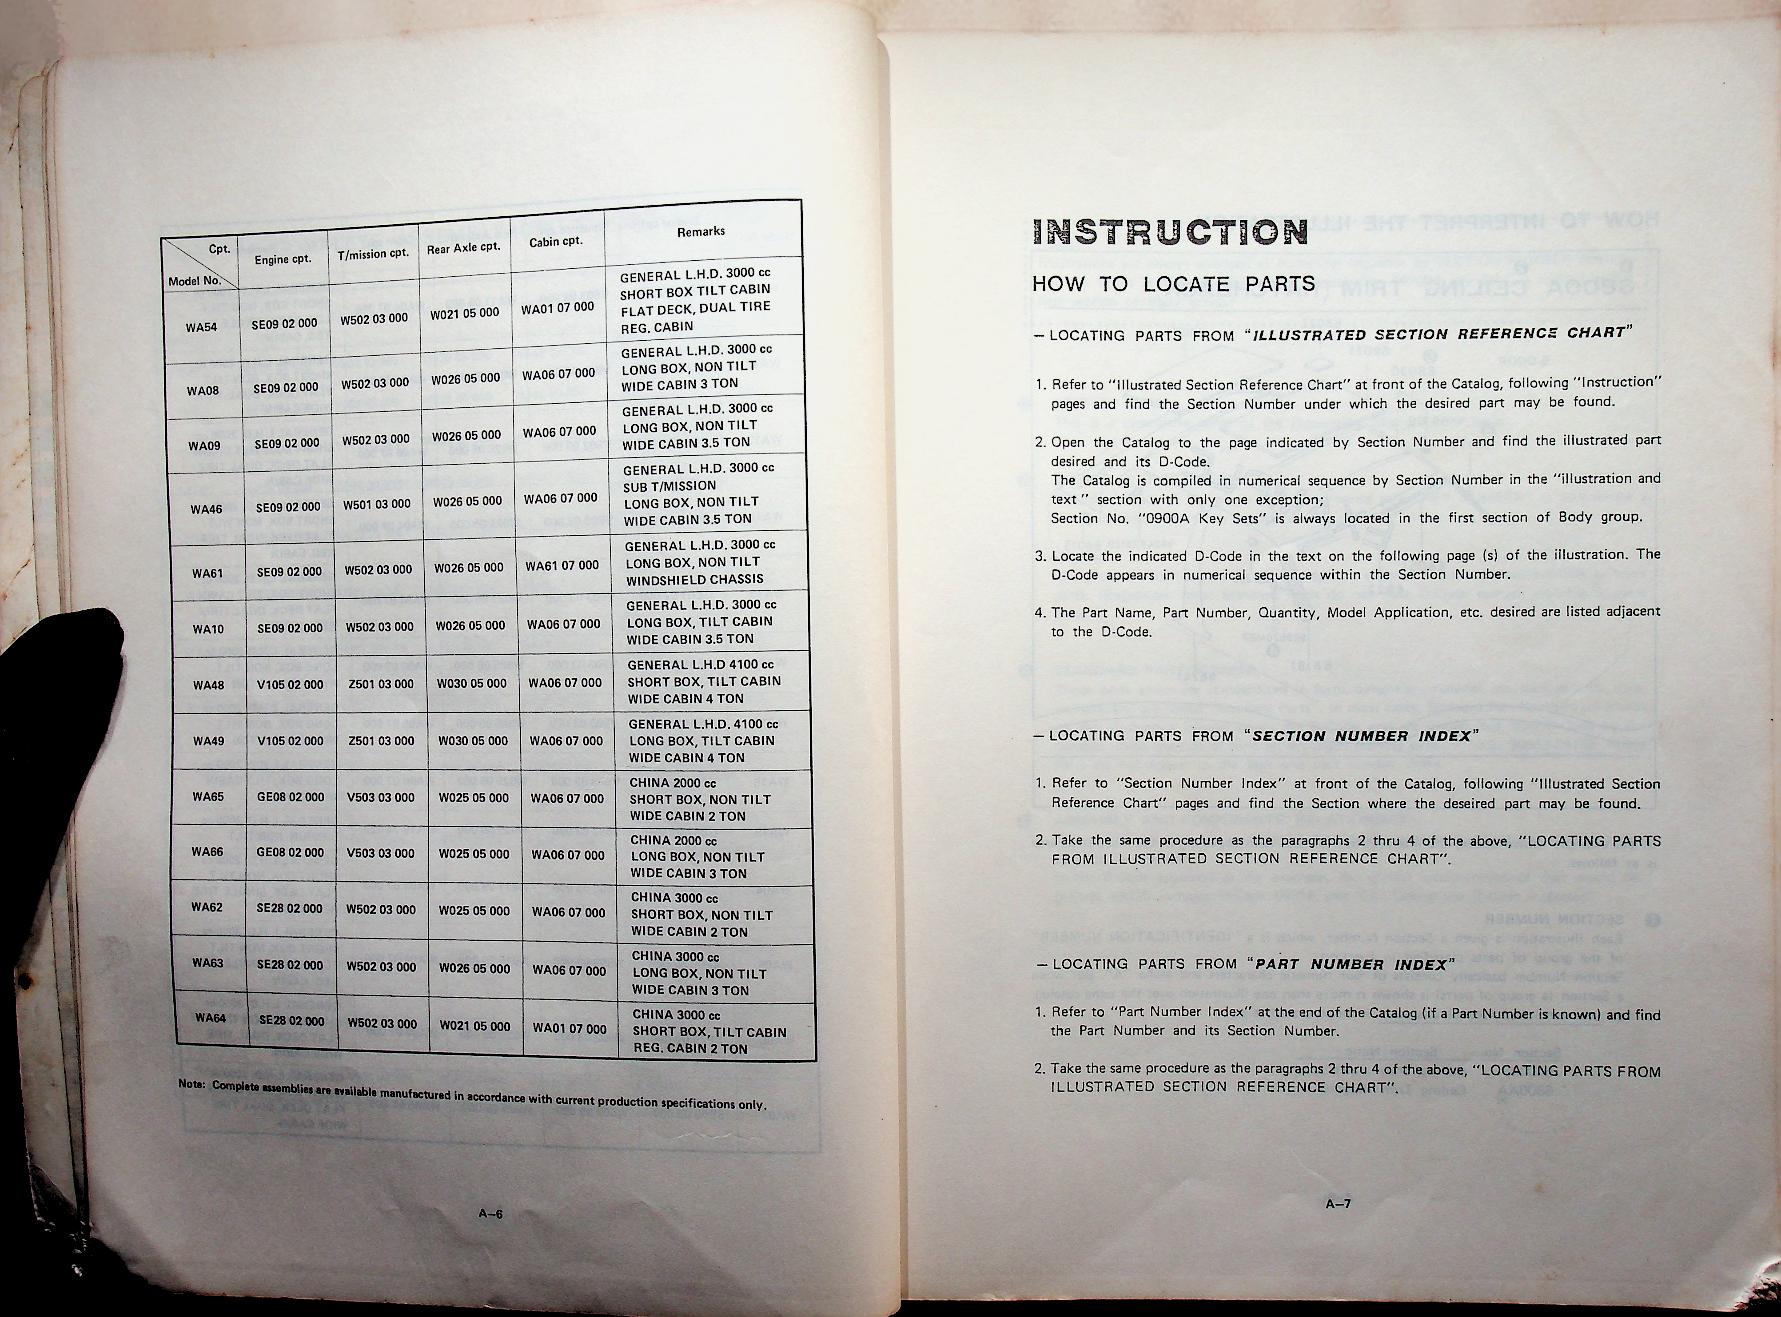 Cpt. Engine cpt. T/mission cpt. Rear Axle cpt. Cabin cpt. Remarks
Model No.
WA54 SE09 02 000 W502 03 000 W021 05 000 WA01 07 000 GENERAL L.H.D. 3000 cc
SHORT BOX TILT CABIN
FLAT DECK, DUAL TIRE
REG. CABIN
WA08 SE09 02 000 W502 03 000 W026 05 000 WA06 07 000 GENERAL L.H.D. 3000 cc
LONG BOX, NON TILT
WIDE CABIN 3 TON
WA09 SE09 02 000 W502 03 000 W026 05 000 WA06 07 000 GENERAL L.H.D. 3000 cc
LONG BOX, NON TILT
WIDE CABIN 3.5 TON
WA46 SE09 02 000 W501 03 000 W026 05 000 WA06 07 000 GENERAL L.H.D. 3000 cc
SUB T/MISSION
LONG BOX, NON TILT
WIDE CABIN 3.5 TON
WA61 SE09 02 000 W502 03 000 W026 05 000 WA61 07 000 GENERAL L.H.D. 3000 cc
LONG BOX, NON TILT
WINDSHIELD CHASSIS
WA10 SE09 02 000 W502 03 000 W026 05 000 WA06 07 000 GENERAL L.H.D. 3000 cc
LONG BOX, TILT CABIN
WIDE CABIN 3.5 TON
WA48 V105 02 000 Z501 03 000 W030 05 000 WA06 07 000 GENERAL L.H.D 4100 cc
SHORT BOX, TILT CABIN
WIDE CABIN 4 TON
WA49 V105 02 000 Z501 03 000 W030 05 000 WA06 07 000 GENERAL L.H.D. 4100 cc
LONG BOX, TILT CABIN
WIDE CABIN 4 TON
WA65 GE08 02 000 V503 03 000 W025 05 000 WA06 07 000 CHINA 2000 cc
SHORT BOX, NON TILT
WIDE CABIN 2 TON
WA66 GE08 02 000 V503 03 000 W025 05 000 WA06 07 000 CHINA 2000 cc
LONG BOX, NON TILT
WIDE CABIN 3 TON
WA62 SE28 02 000 W502 03 000 W025 05 000 WA06 07 000 CHINA 3000 cc
SHORT BOX, NON TILT
WIDE CABIN 2 TON
WA63 SE28 02 000 W502 03 000 W026 05 000 WA06 07 000 CHINA 3000 cc
LONG BOX, NON TILT
WIDE CABIN 3 TON
WA64 SE28 02 000 W502 03 000 W021 05 000 WA01 07 000 CHINA 3000 cc
SHORT BOX, TILT CABIN
REG. CABIN 2 TON
Note: Complete assemblies are available manufactured in accordance with current production specifications only.
A–6
INSTRUCTION
HOW TO LOCATE PARTS
– LOCATING PARTS FROM "ILLUSTRATED SECTION REFERENCE CHART"
1. Refer to "Illustrated Section Reference Chart" at front of the Catalog, following "Instruction"
pages and find the Section Number under which the desired part may be found.
2. Open the Catalog to the page indicated by Section Number and find the illustrated part
desired and its D-Code.
The Catalog is compiled in numerical sequence by Section Number in the "illustration and
text " section with only one exception;
Section No. "0900A Key Sets" is always located in the first section of Body group.
3. Locate the indicated D-Code in the text on the following page (s) of the illustration. The
D-Code appears in numerical sequence within the Section Number.
4. The Part Name, Part Number, Quantity, Model Application, etc. desired are listed adjacent
to the D-Code.
– LOCATING PARTS FROM "SECTION NUMBER INDEX"
1. Refer to "Section Number Index" at front of the Catalog, following "Illustrated Section
Reference Chart" pages and find the Section where the deseired part may be found.
2. Take the same procedure as the paragraphs 2 thru 4 of the above, "LOCATING PARTS
FROM ILLUSTRATED SECTION REFERENCE CHART".
– LOCATING PARTS FROM "PART NUMBER INDEX"
1. Refer to "Part Number Index" at the end of the Catalog (if a Part Number is known) and find
the Part Number and its Section Number.
2. Take the same procedure as the paragraphs 2 thru 4 of the above, "LOCATING PARTS FROM
ILLUSTRATED SECTION REFERENCE CHART".
A–7